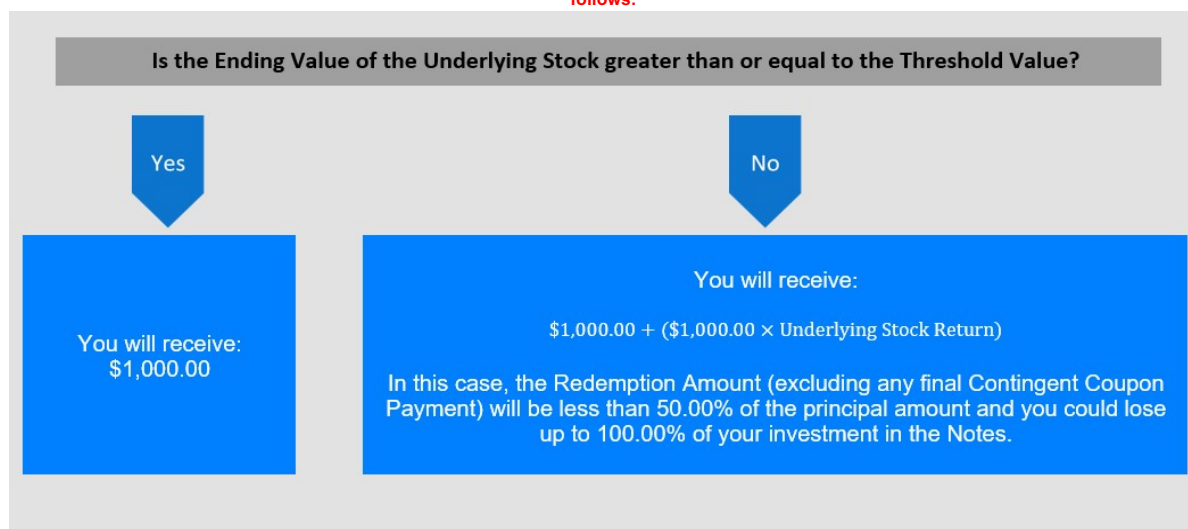 follows:
Is the Ending Value of the Underlying Stock greater than or equal to the Threshold Value?
Yes
No
You will receive:
$1,000.00
You will receive:
$1,000.00 + ($1,000.00 × Underlying Stock Return)
In this case, the Redemption Amount (excluding any final Contingent Coupon
Payment) will be less than 50.00% of the principal amount and you could lose
up to 100.00% of your investment in the Notes.